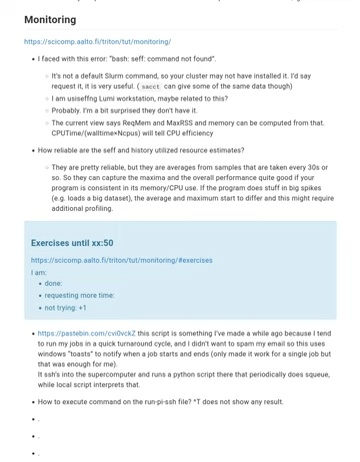 Monitoring
https://scicomp.aalto.fi/triton/tut/monitoring/
• I faced with this error: "bash: seff: command not found".
○ It's not a default Slurm command, so your cluster may not have installed it. I'd say
request it, it is very useful. ( sacct can give some of the same data though)
○ I am usiseffng Lumi workstation, maybe related to this?
○ Probably. I'm a bit surprised they don't have it.
○ The current view says ReqMem and MaxRSS and memory can be computed from that.
CPUTime/(walltime×Ncpus) will tell CPU efficiency
• How reliable are the seff and history utilized resource estimates?
○ They are pretty reliable, but they are averages from samples that are taken every 30s or
so. So they can capture the maxima and the overall performance quite good if your
program is consistent in its memory/CPU use. If the program does stuff in big spikes
(e.g. loads a big dataset), the average and maximum start to differ and this might require
additional profiling.
Exercises until xx:50
https://scicomp.aalto.fi/triton/tut/monitoring/#exercises
I am:
• done:
• requesting more time:
• not trying: +1
• https://pastebin.com/cvi0vckZ this script is something I've made a while ago because I tend
to run my jobs in a quick turnaround cycle, and I didn't want to spam my email so this uses
windows "toasts" to notify when a job starts and ends (only made it work for a single job but
that was enough for me).
It ssh's into the supercomputer and runs a python script there that periodically does squeue,
while local script interprets that.
• How to execute command on the run-pi-ssh file? ^T does not show any result.
• .
• .
• .